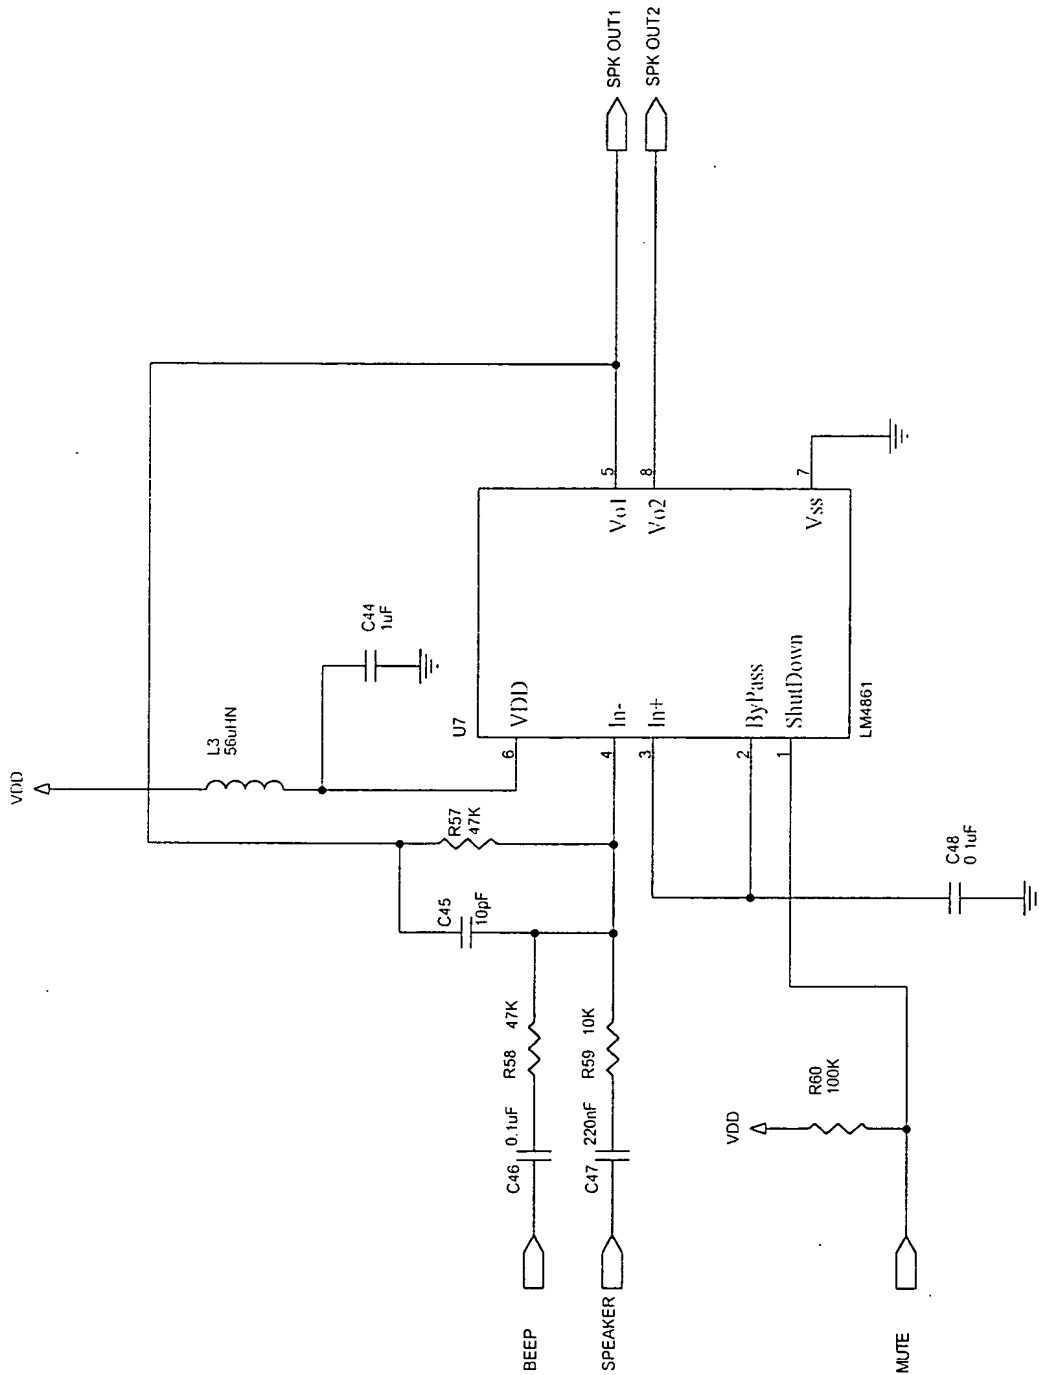 VDD
L3
56uHN
C44
1uF
R57
47K
C45
10pF
U7
6
VDD
4
In-
3
In+
2
ByPass
1
ShutDown
Vo1
5
Vo2
8
Vss
7
LM4861
SPK OUT1
SPK OUT2
BEEP
C46
0.1uF
R58
47K
SPEAKER
C47
220nF
R59
10K
C48
0 1uF
VDD
R60
100K
MUTE